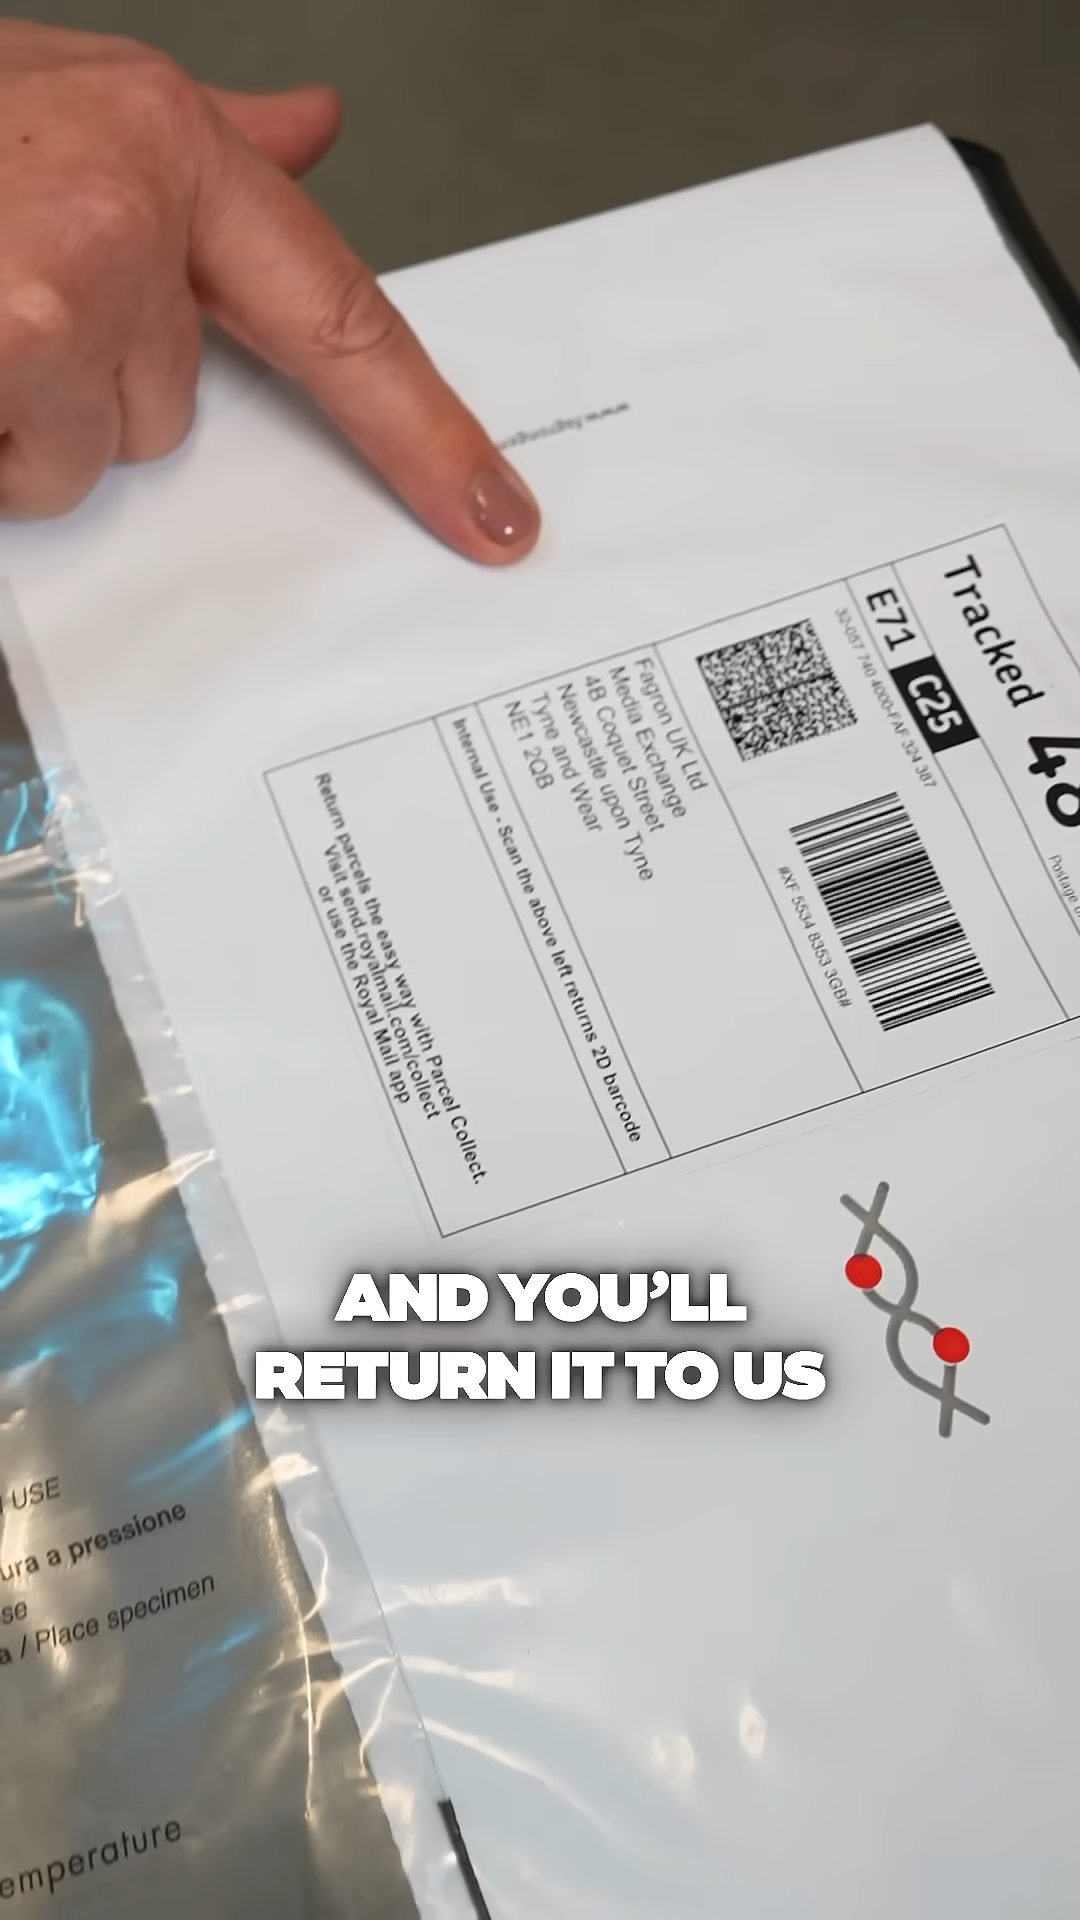 Tracked 48
Postage
E71 C25
32-057 740 4000-FAF 324 387
#XF 5534 8353 3GB#
Fagron UK Ltd
Media Exchange
4B Coquet Street
Newcastle upon Tyne
Tyne and Wear
NE1 2QB
Internal Use - Scan the above left returns 2D barcode
Return parcels the easy way with Parcel Collect.
Visit send.royalmail.com/collect
or use the Royal Mail app
AND YOU’LL
RETURN IT TO US
USE
ura a pressione
se
a / Place specimen
emperature